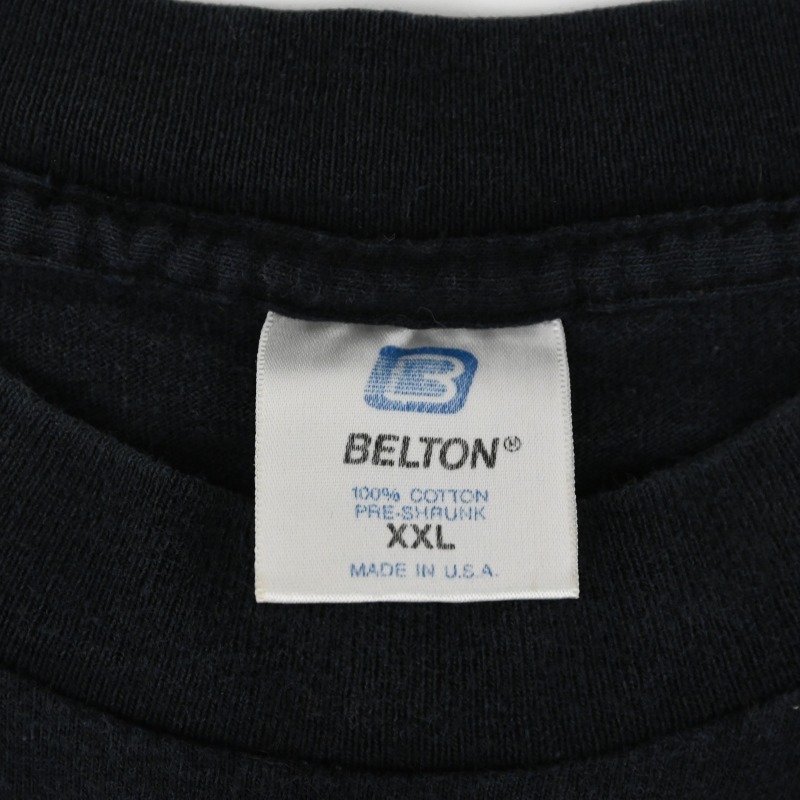 B
BELTON®
100% COTTON
PRE-SHRUNK
XXL
MADE IN U.S.A.